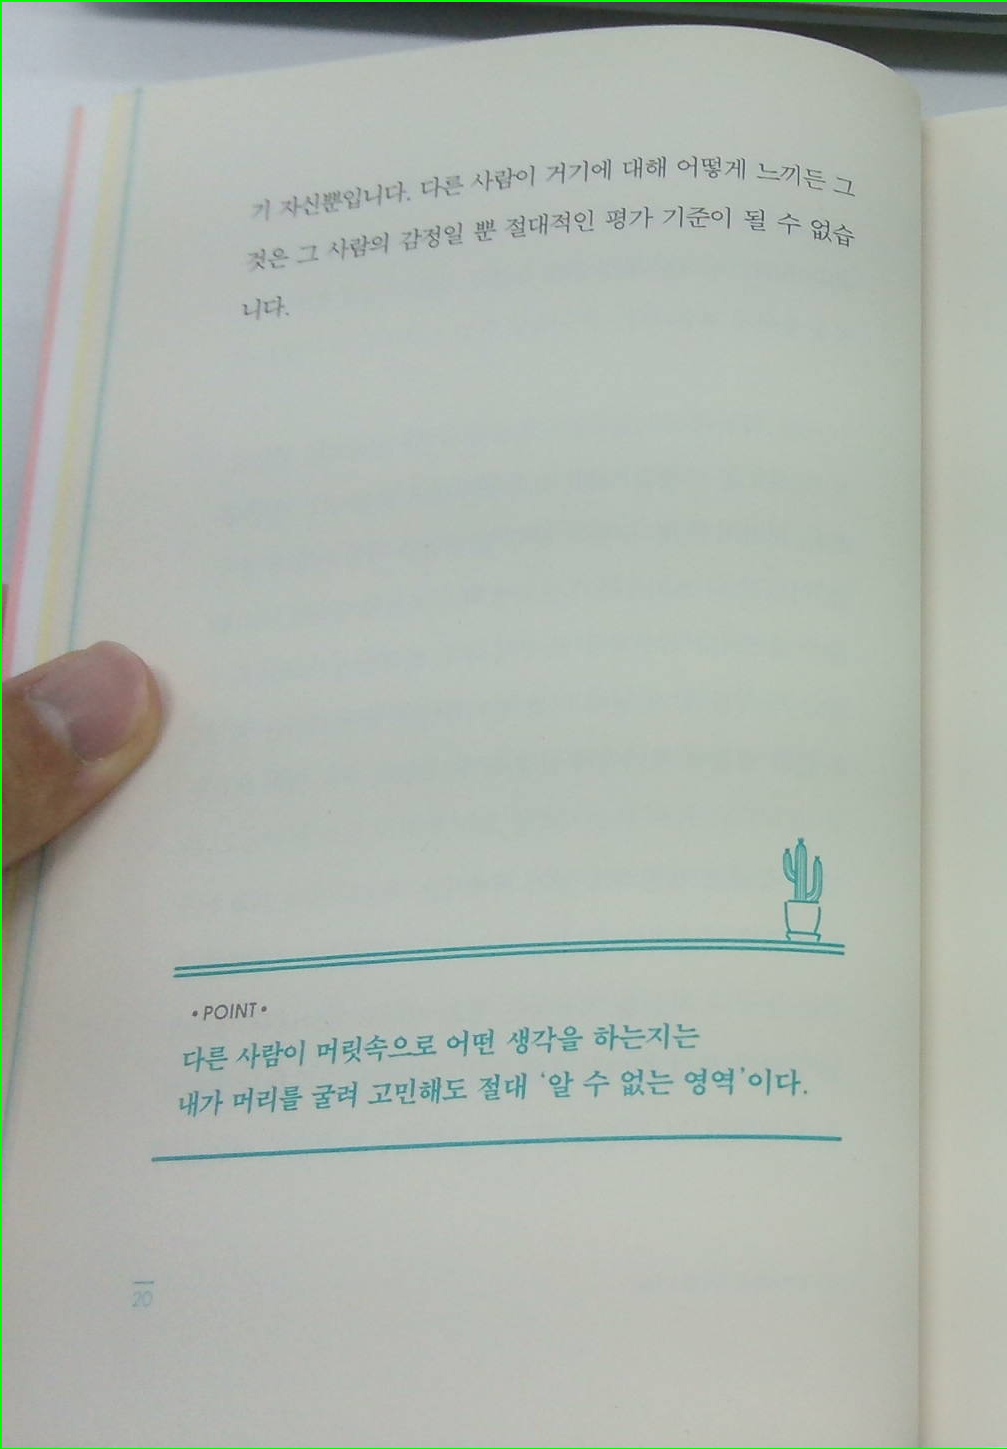 기 자신뿐입니다. 다른 사람이 거기에 대해 어떻게 느끼든 그
것은 그 사람의 감정일 뿐 절대적인 평가 기준이 될 수 없습
니다.
•POINT•
다른 사람이 머릿속으로 어떤 생각을 하는지는
내가 머리를 굴려 고민해도 절대 ‘알 수 없는 영역’이다.
20